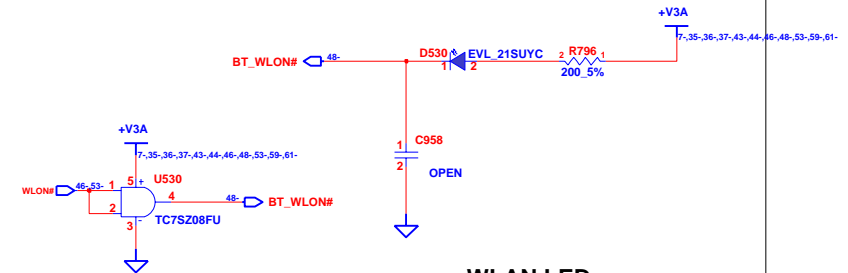 +V3A
7-,35-,36-,37-,43-,44-,46-,48-,53-,59-,61-
D530
EVL_21SUYC
2 R796 1
BT_WLON# 48-
1 2
200_5%
+V3A
1 C958
7-,35-,36-,37-,43-,44-,46-,48-,53-,59-,61-
2
OPEN
5 + U530
WLON# 46-,53- 1
4 48- BT_WLON#
2
TC7SZ08FU
3 -
WLAN LED